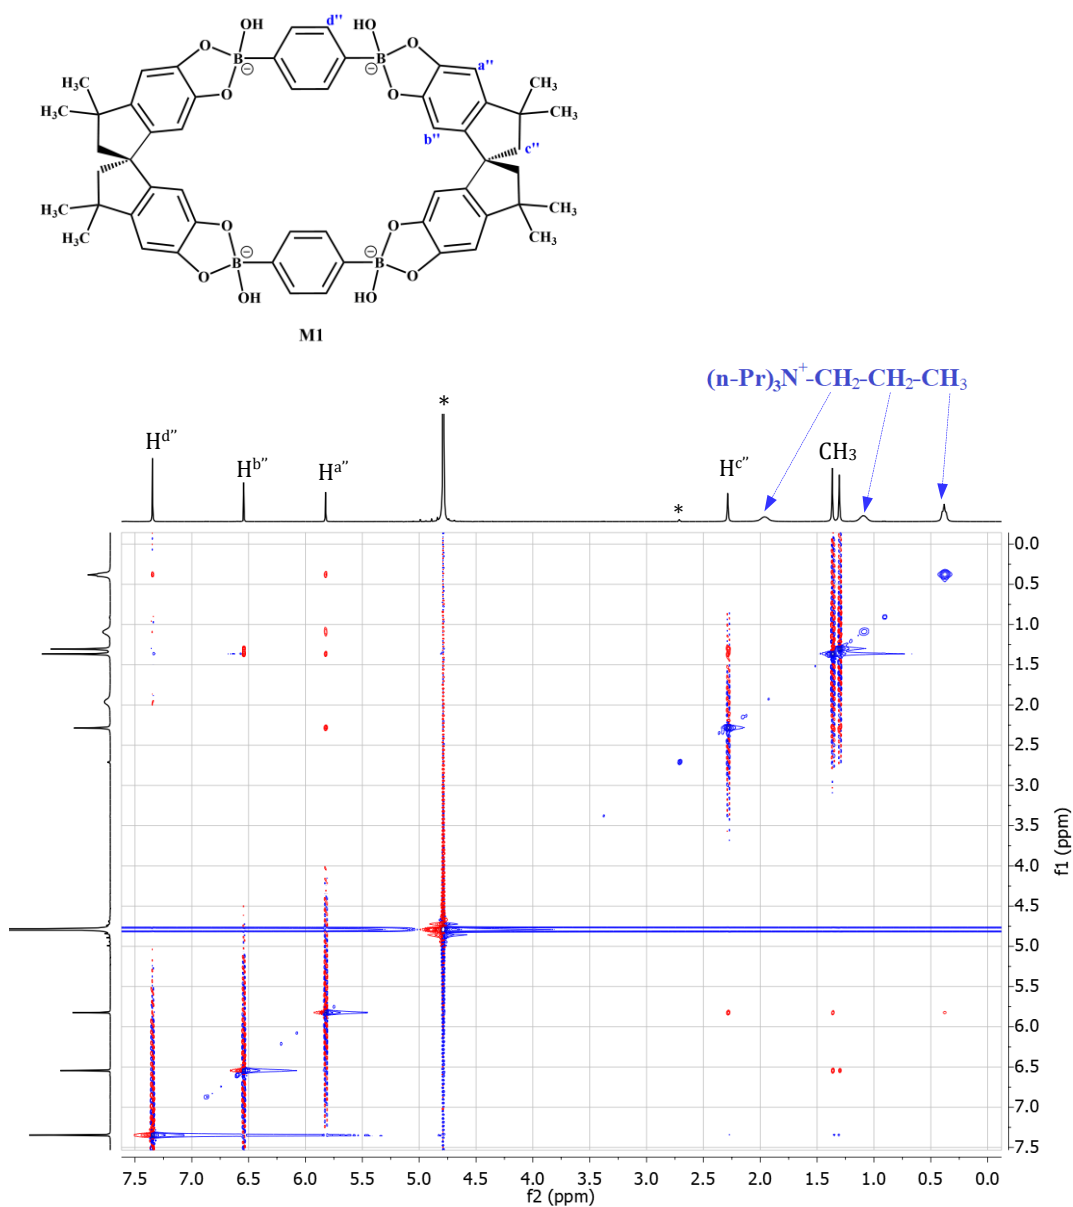 OH d'' HO
O B ⊖ B ⊖ O
O O a''
H₃C CH₃
H₃C CH₃
b'' c''
H₃C CH₃
H₃C CH₃
O O
O B ⊖ B ⊖ O
OH HO
M1
(n-Pr)₃N⁺-CH₂-CH₂-CH₃
*
Hᵈ'' Hᵇ'' Hᵃ'' Hᶜ'' CH₃
*
0.0
0.5
1.0
1.5
2.0
2.5
3.0
3.5
4.0
4.5
5.0
5.5
6.0
6.5
7.0
7.5
f1 (ppm)
7.5 7.0 6.5 6.0 5.5 5.0 4.5 4.0 3.5 3.0 2.5 2.0 1.5 1.0 0.5 0.0
f2 (ppm)